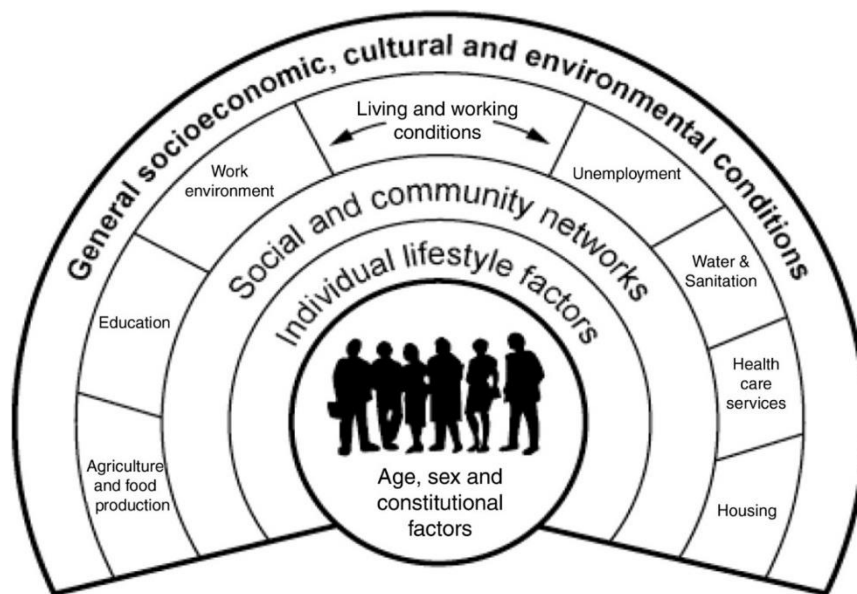 General socioeconomic, cultural and environmental conditions
Living and working
conditions
Work
environment
Unemployment
Education
Water &
Sanitation
Agriculture
and food
production
Health
care
services
Housing
Social and community networks
Individual lifestyle factors
Age, sex and
constitutional
factors